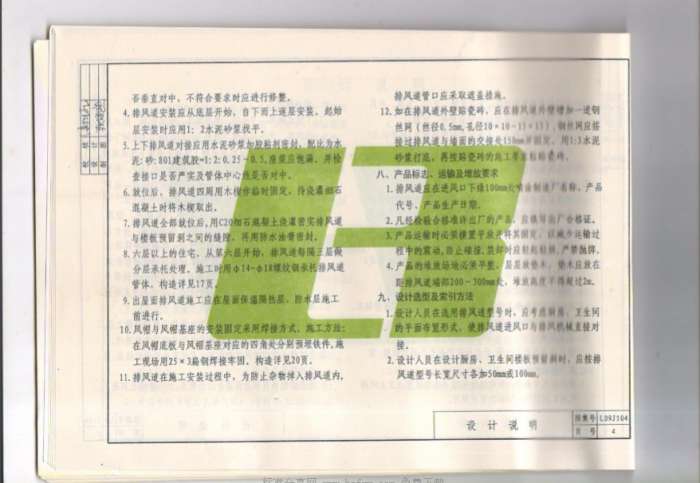 否垂直对中，不符合要求时应进行修整。
4.排风道安装应从底层开始，自下而上逐层安装。起始
层安装时应用1：2水泥砂浆找平。
5.上下排风道对接应用水泥砂浆加胶粘剂密封，配比为水
泥:砂:801建筑胶=1:2:0.25-0.5,座浆应饱满，并检
查接口是否严实及管体中心线是否对中。
6.就位后，排风道四周用木楔作临时固定，待浇灌细石
混凝土时将木楔取出。
7.排风道全部就位后,用C20细石混凝土浇灌密实排风道
与楼板预留洞之间的缝隙，再用防水油膏密封。
8.六层以上的住宅，从第六层开始，排风道每隔三层做
分层承托处理，施工时用φ14-φ18螺纹钢承托排风道
管体。构造详见17页。
9.出屋面排风道施工应在屋面保温隔热层、防水层施工
前进行。
10.风帽与风帽基座的安装固定采用焊接方式。施工方法:
在风帽底板与风帽基座对应的四角处分别预埋铁件,施
工现场用25×3扁钢焊接牢固。构造详见20页。
11.排风道在施工安装过程中，为防止杂物掉入排风道内，
排风道管口应采取遮盖措施。
12.如在排风道外壁贴瓷砖，应在排风道外壁增加一道钢
丝网(丝径0.5mm,孔径10×10-15×15)，钢丝网应搭
接过排风道与墙面的交接处150mm并固定，用1:3水泥
砂浆打底，再按贴瓷砖的施工要求粘贴瓷砖。
八、产品标志、运输及堆放要求
1.排风道应在进风口下缘100mm处喷涂制造厂名称、产品
代号、产品生产日期。
2.凡经检验合格准许出厂的产品，应填写出厂合格证。
3.产品运输时必须横置平放并将其固定，以减少运输过
程中的震动,防止碰撞,装卸时应轻起轻放，严禁抛掷。
4.产品的堆放场地必须平整，层层放垫木，垫木应放在
距排风道端部200-300mm处，堆放高度不得超过2m。
九、设计选型及索引方法
1.设计人员在选用排风道型号时，应考虑厨房、卫生间
的平面布置形式，使排风道进风口与排风机械直接对
接。
2.设计人员在设计厨房、卫生间楼板预留洞时，应按排
风道型号长宽尺寸各加50mm或100mm。
设计说明
图集号 L09J104
页号 4